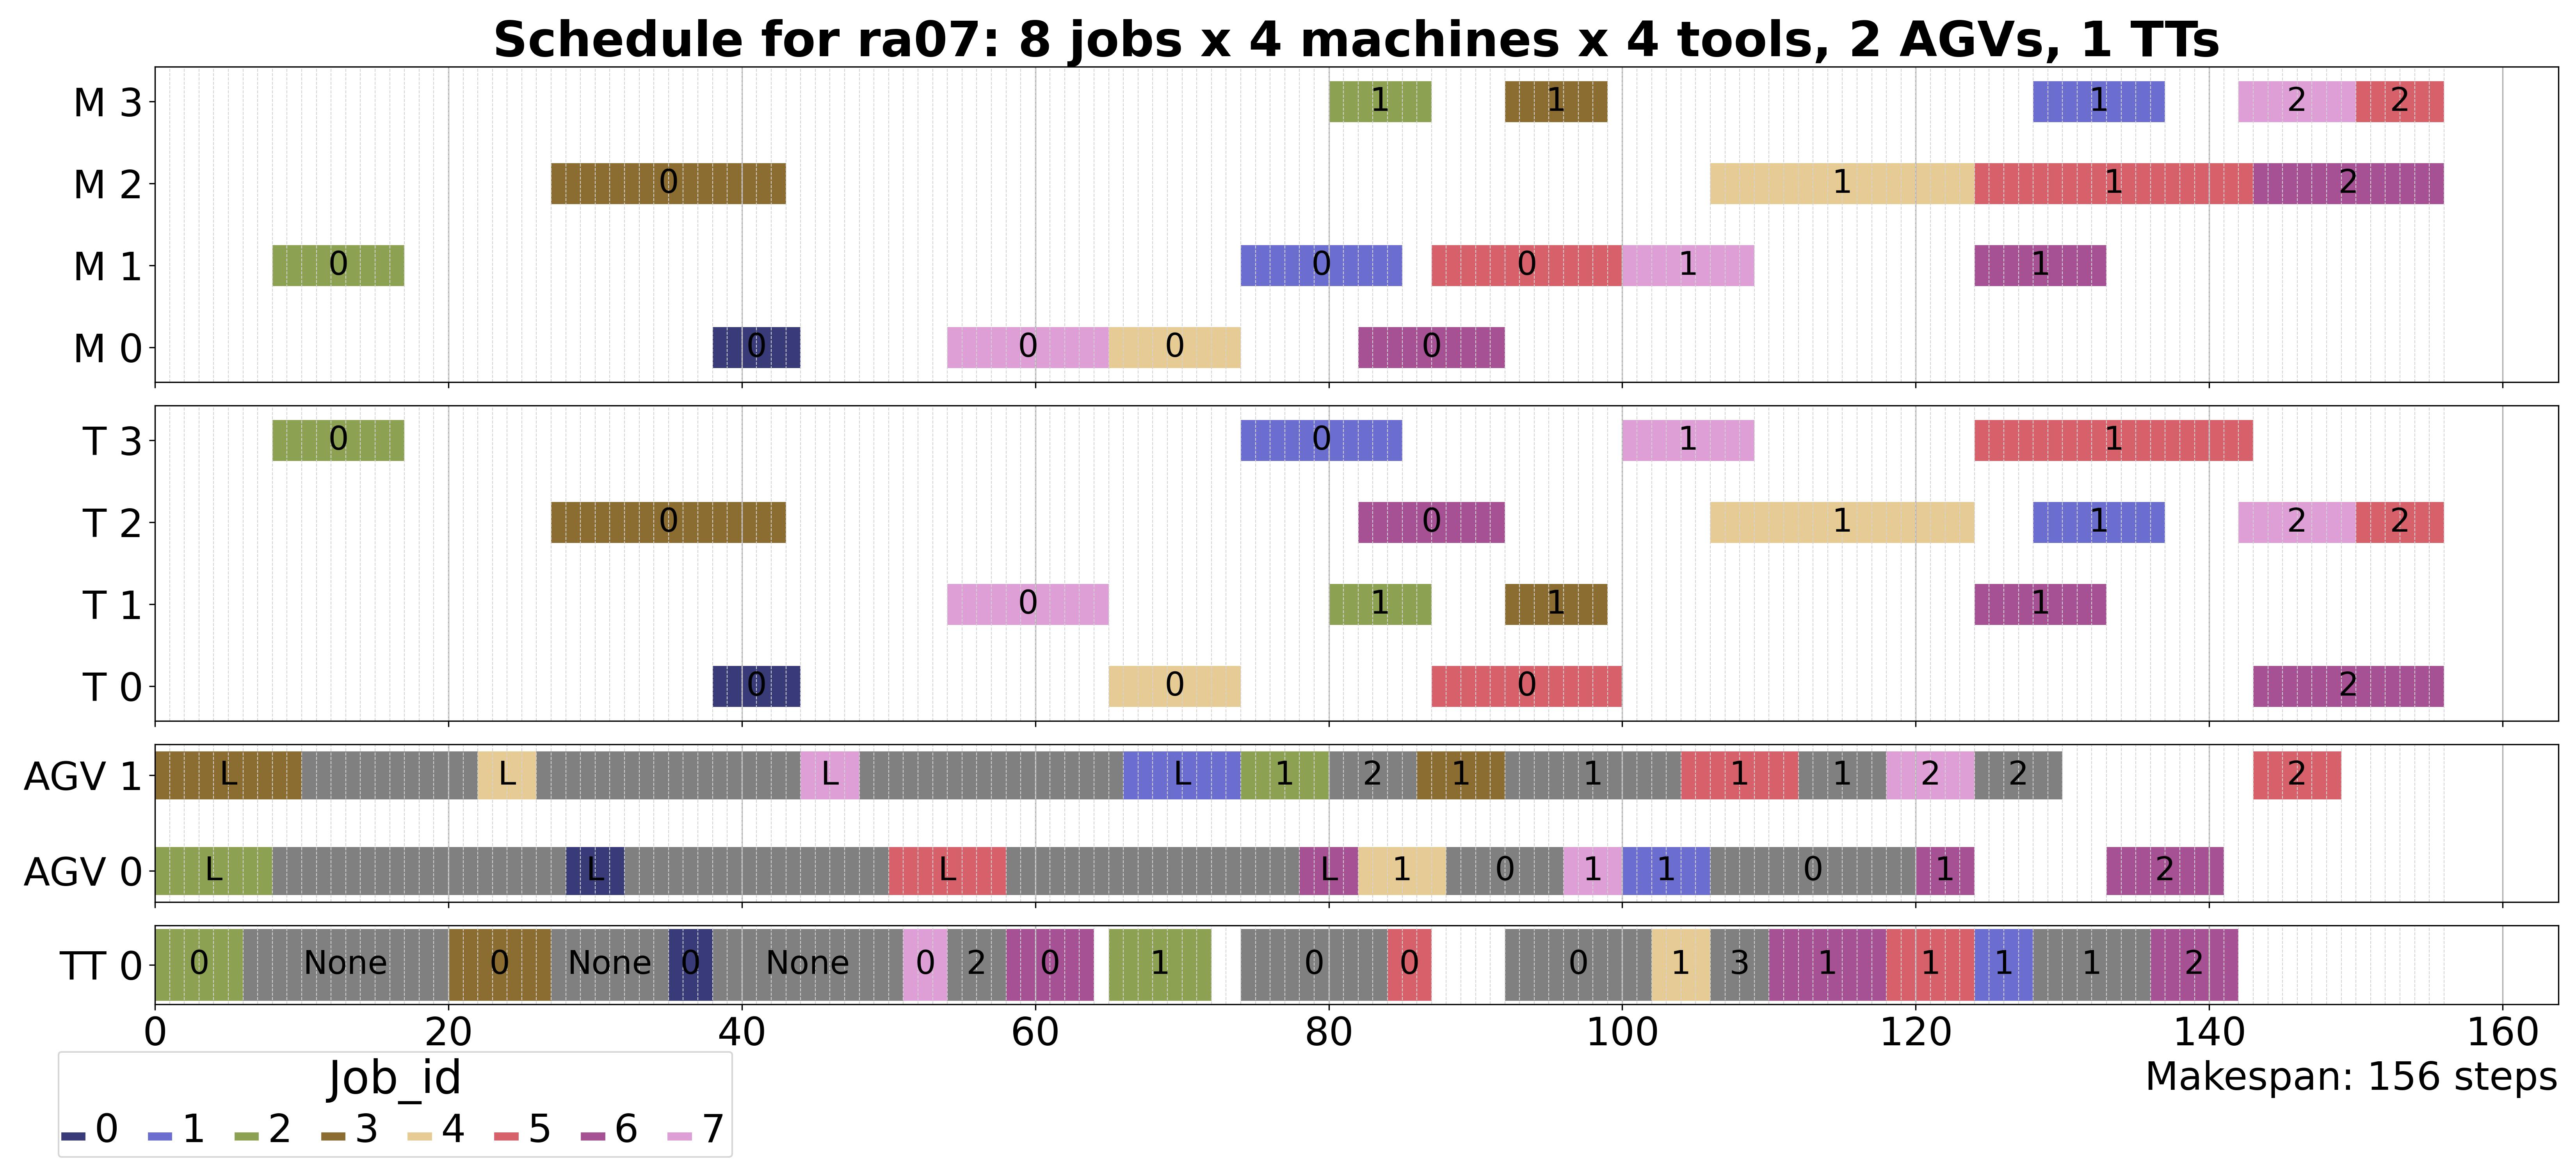 Schedule for ra07: 8 jobs x 4 machines x 4 tools, 2 AGVs, 1 TTs
M 3 1 1 1 2 2
M 2 0 1 1 2
M 1 0 0 0 1 1
M 0 0 0 0 0
T 3 0 0 1 1
T 2 0 0 1 1 2 2
T 1 0 1 1 1
T 0 0 0 0 2
AGV 1 L L L L 1 2 1 1 1 1 2 2 2
AGV 0 L L L L 1 0 1 1 0 1 2
TT 0 0 None 0 None 0 None 0 2 0 1 0 0 0 1 3 1 1 1 1 2
0 20 40 60 80 100 120 140 160
Makespan: 156 steps
Job_id
0 1 2 3 4 5 6 7